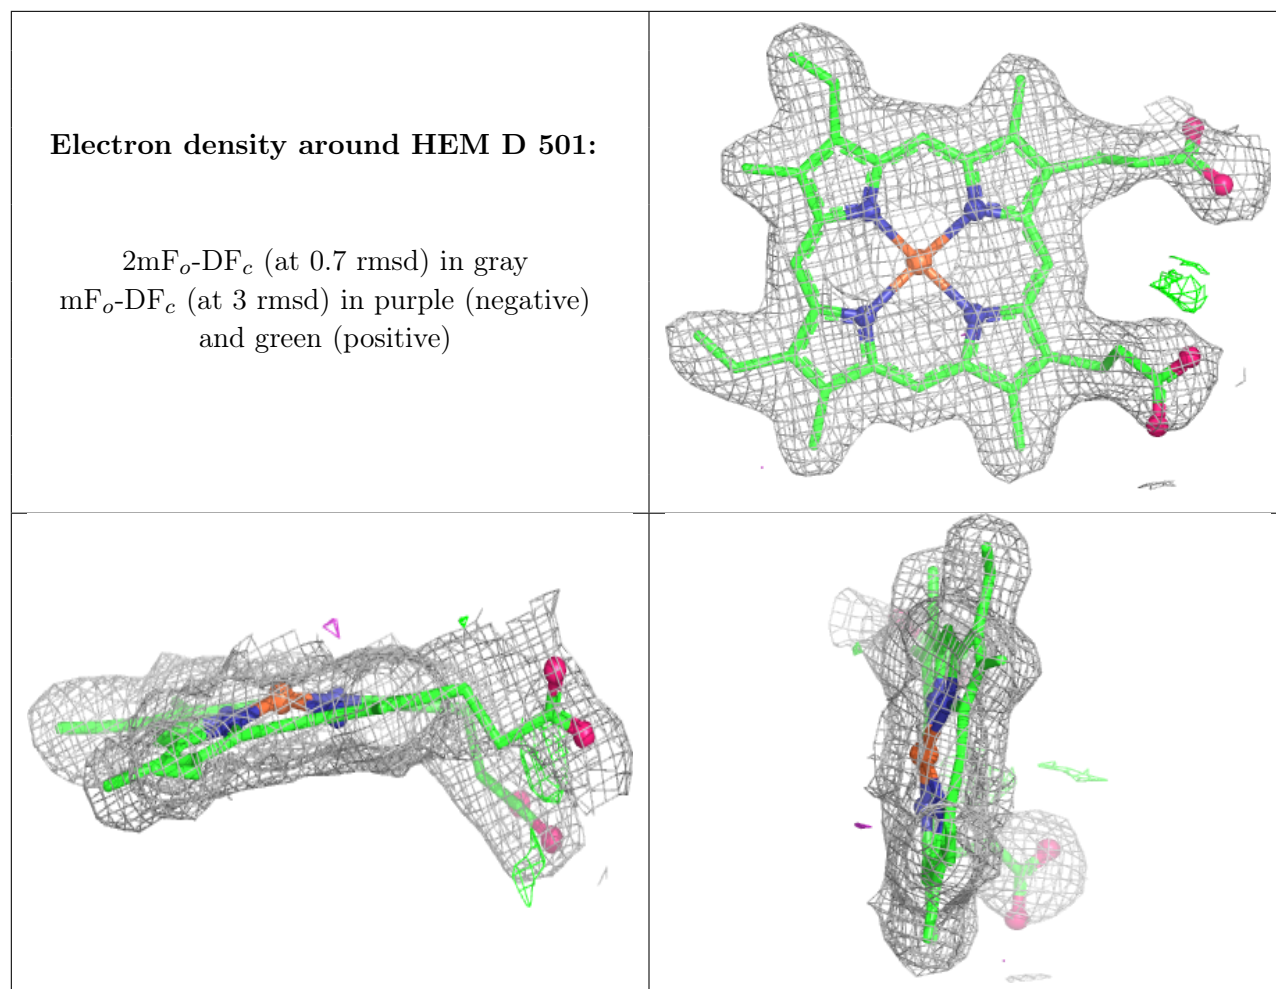 Electron density around HEM D 501:
2mFo-DFc (at 0.7 rmsd) in gray
mFo-DFc (at 3 rmsd) in purple (negative)
and green (positive)